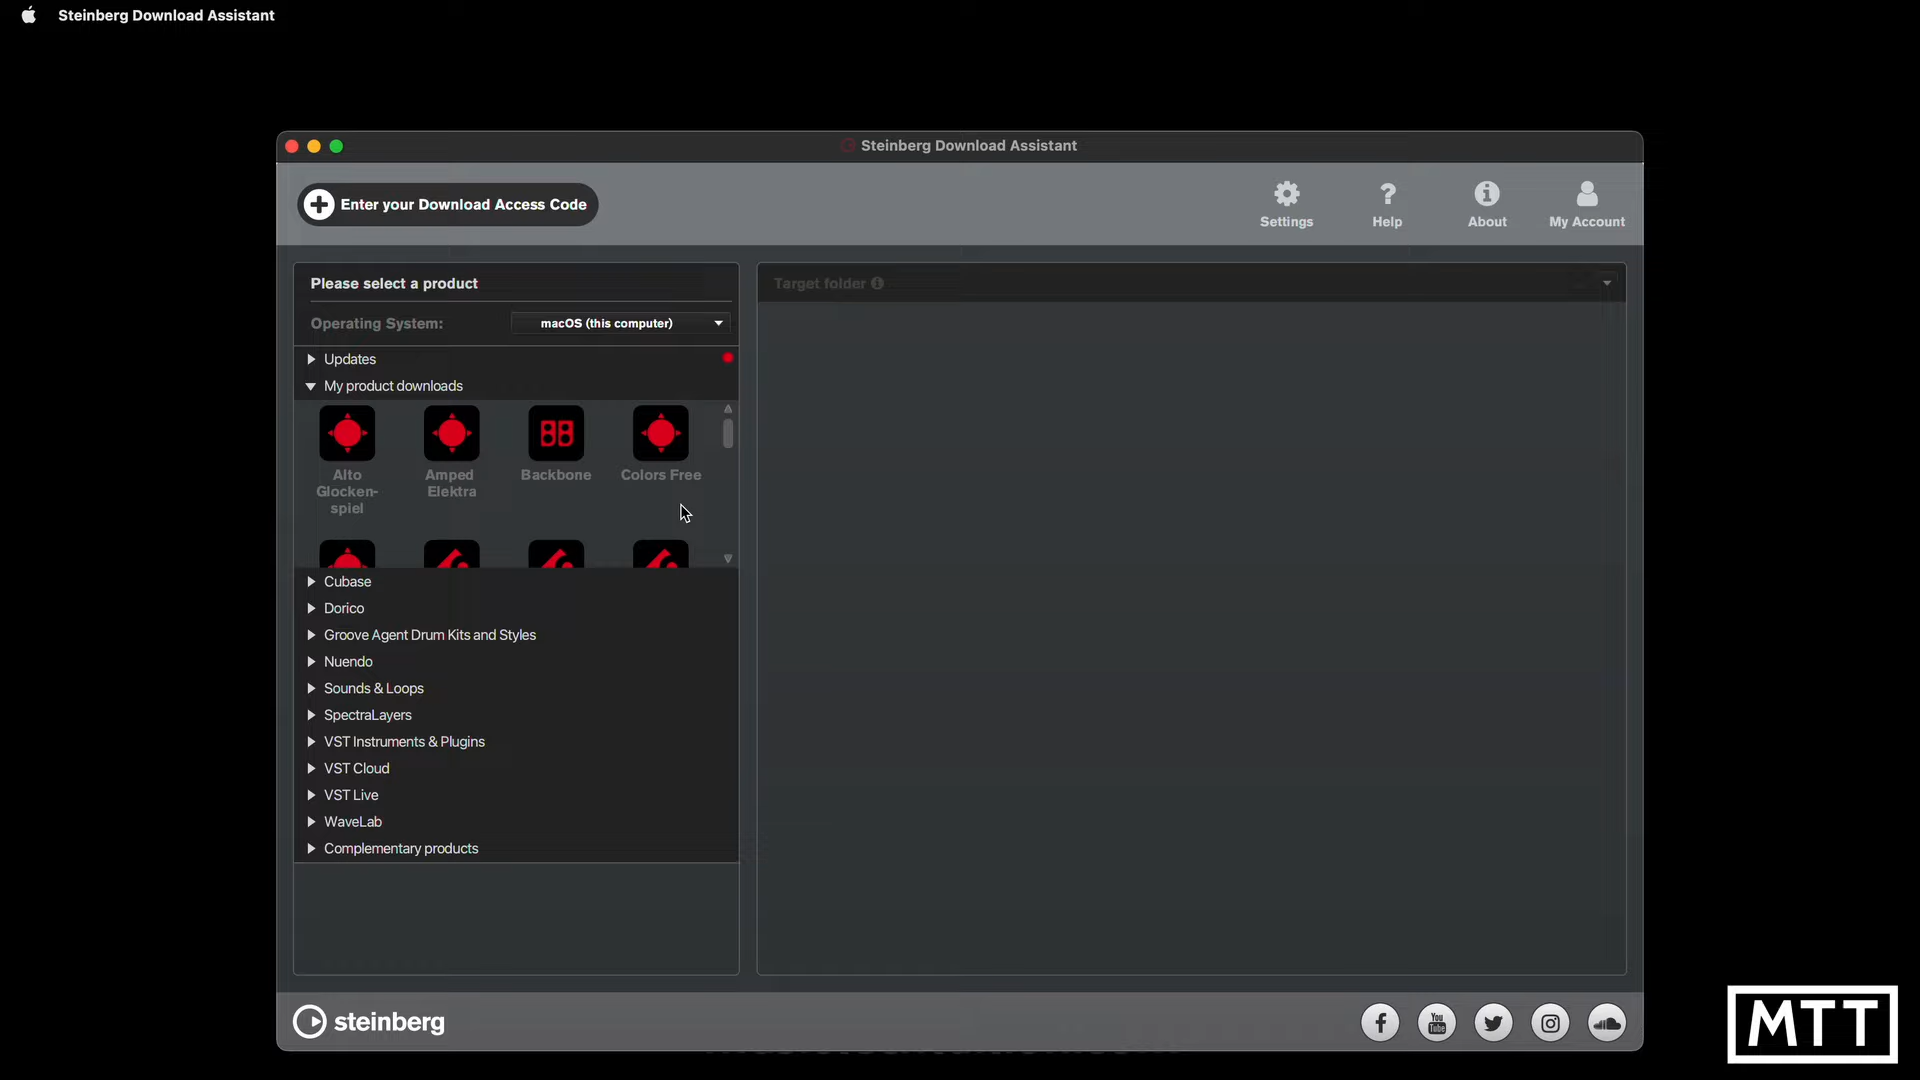 Steinberg Download Assistant
Steinberg Download Assistant
Enter your Download Access Code
Settings
Help
About
My Account
Please select a product
Operating System:
macOS (this computer)
Updates
My product downloads
Alto
Glocken-
spiel
Amped
Elektra
Backbone
Colors Free
Cubase
Dorico
Groove Agent Drum Kits and Styles
Nuendo
Sounds & Loops
SpectraLayers
VST Instruments & Plugins
VST Cloud
VST Live
WaveLab
Complementary products
Target folder
steinberg
You
Tube
MTT